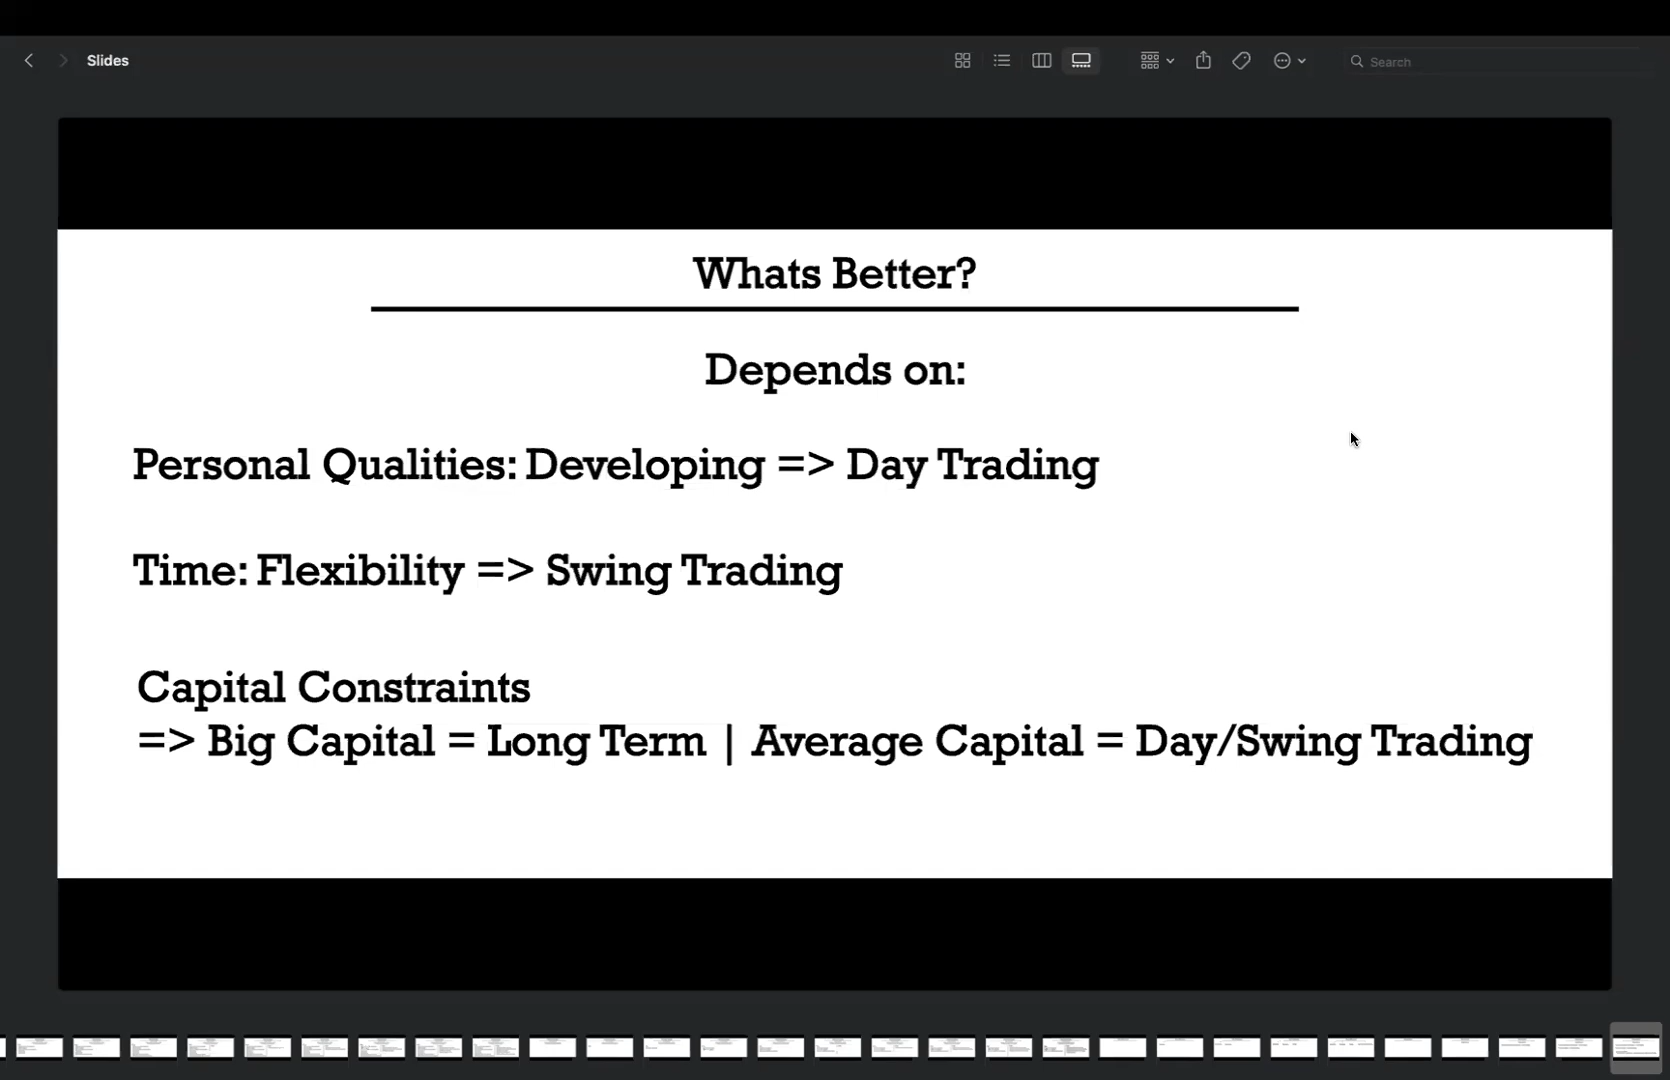 Slides
Search
Whats Better?
Depends on:
Personal Qualities: Developing => Day Trading
Time: Flexibility => Swing Trading
Capital Constraints
=> Big Capital = Long Term | Average Capital = Day/Swing Trading